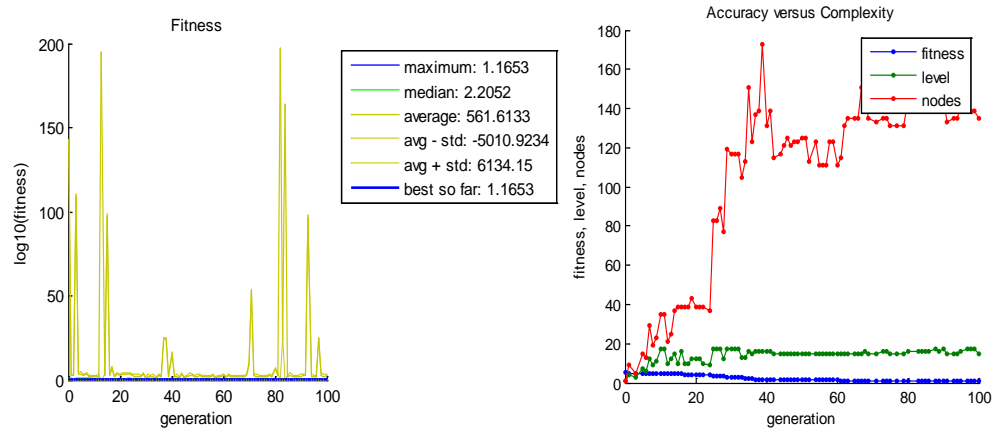 Fitness
200
150
100
50
0
0
20
40
60
80
100
generation
log10(fitness)
maximum: 1.1653
median: 2.2052
average: 561.6133
avg - std: -5010.9234
avg + std: 6134.15
best so far: 1.1653
Accuracy versus Complexity
180
160
140
120
100
80
60
40
20
0
0
20
40
60
80
100
generation
fitness, level, nodes
fitness
level
nodes